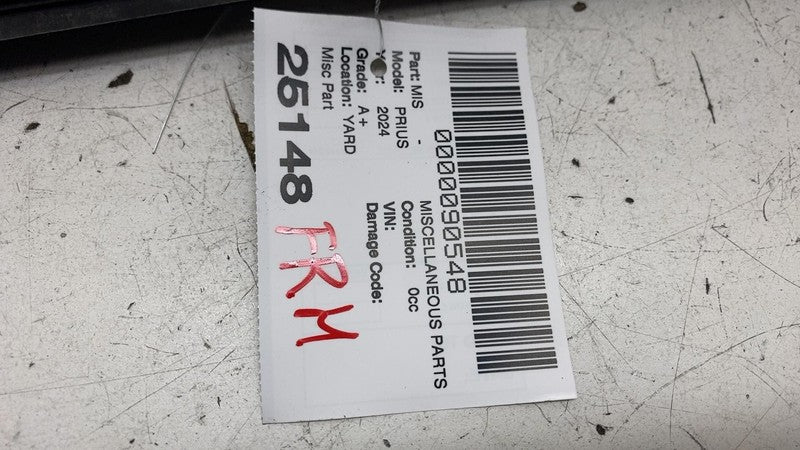 0000090548
Part: MIS - MISCELLANEOUS PARTS
Model: PRIUS Condition: 0cc
Year: 2024 VIN:
Grade: A+ Damage Code:
Location: YARD
Misc Part
25148 FRM